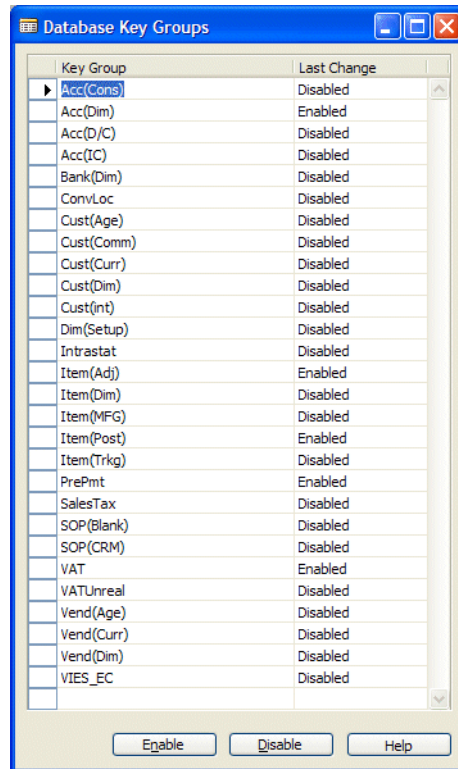 Database Key Groups
Key Group Last Change
Acc(Cons) Disabled
Acc(Dim) Enabled
Acc(D/C) Disabled
Acc(IC) Disabled
Bank(Dim) Disabled
ConvLoc Disabled
Cust(Age) Disabled
Cust(Comm) Disabled
Cust(Curr) Disabled
Cust(Dim) Disabled
Cust(int) Disabled
Dim(Setup) Disabled
Intrastat Disabled
Item(Adj) Enabled
Item(Dim) Disabled
Item(MFG) Disabled
Item(Post) Enabled
Item(Trkg) Disabled
PrePmt Enabled
SalesTax Disabled
SOP(Blank) Disabled
SOP(CRM) Disabled
VAT Enabled
VATUnreal Disabled
Vend(Age) Disabled
Vend(Curr) Disabled
Vend(Dim) Disabled
VIES_EC Disabled
Enable Disable Help